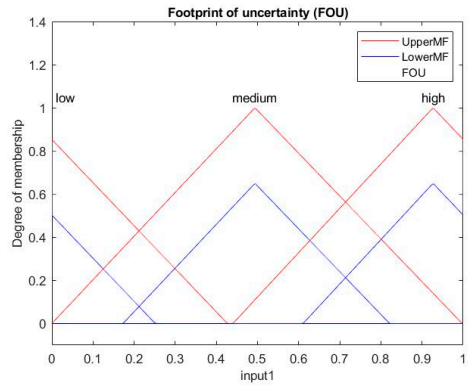 Footprint of uncertainty (FOU)
1.4
UpperMF
LowerMF
FOU
1.2
low
medium
high
1
0.8
0.6
0.4
0.2
0
Degree of membership
0 0.1 0.2 0.3 0.4 0.5 0.6 0.7 0.8 0.9 1
input1